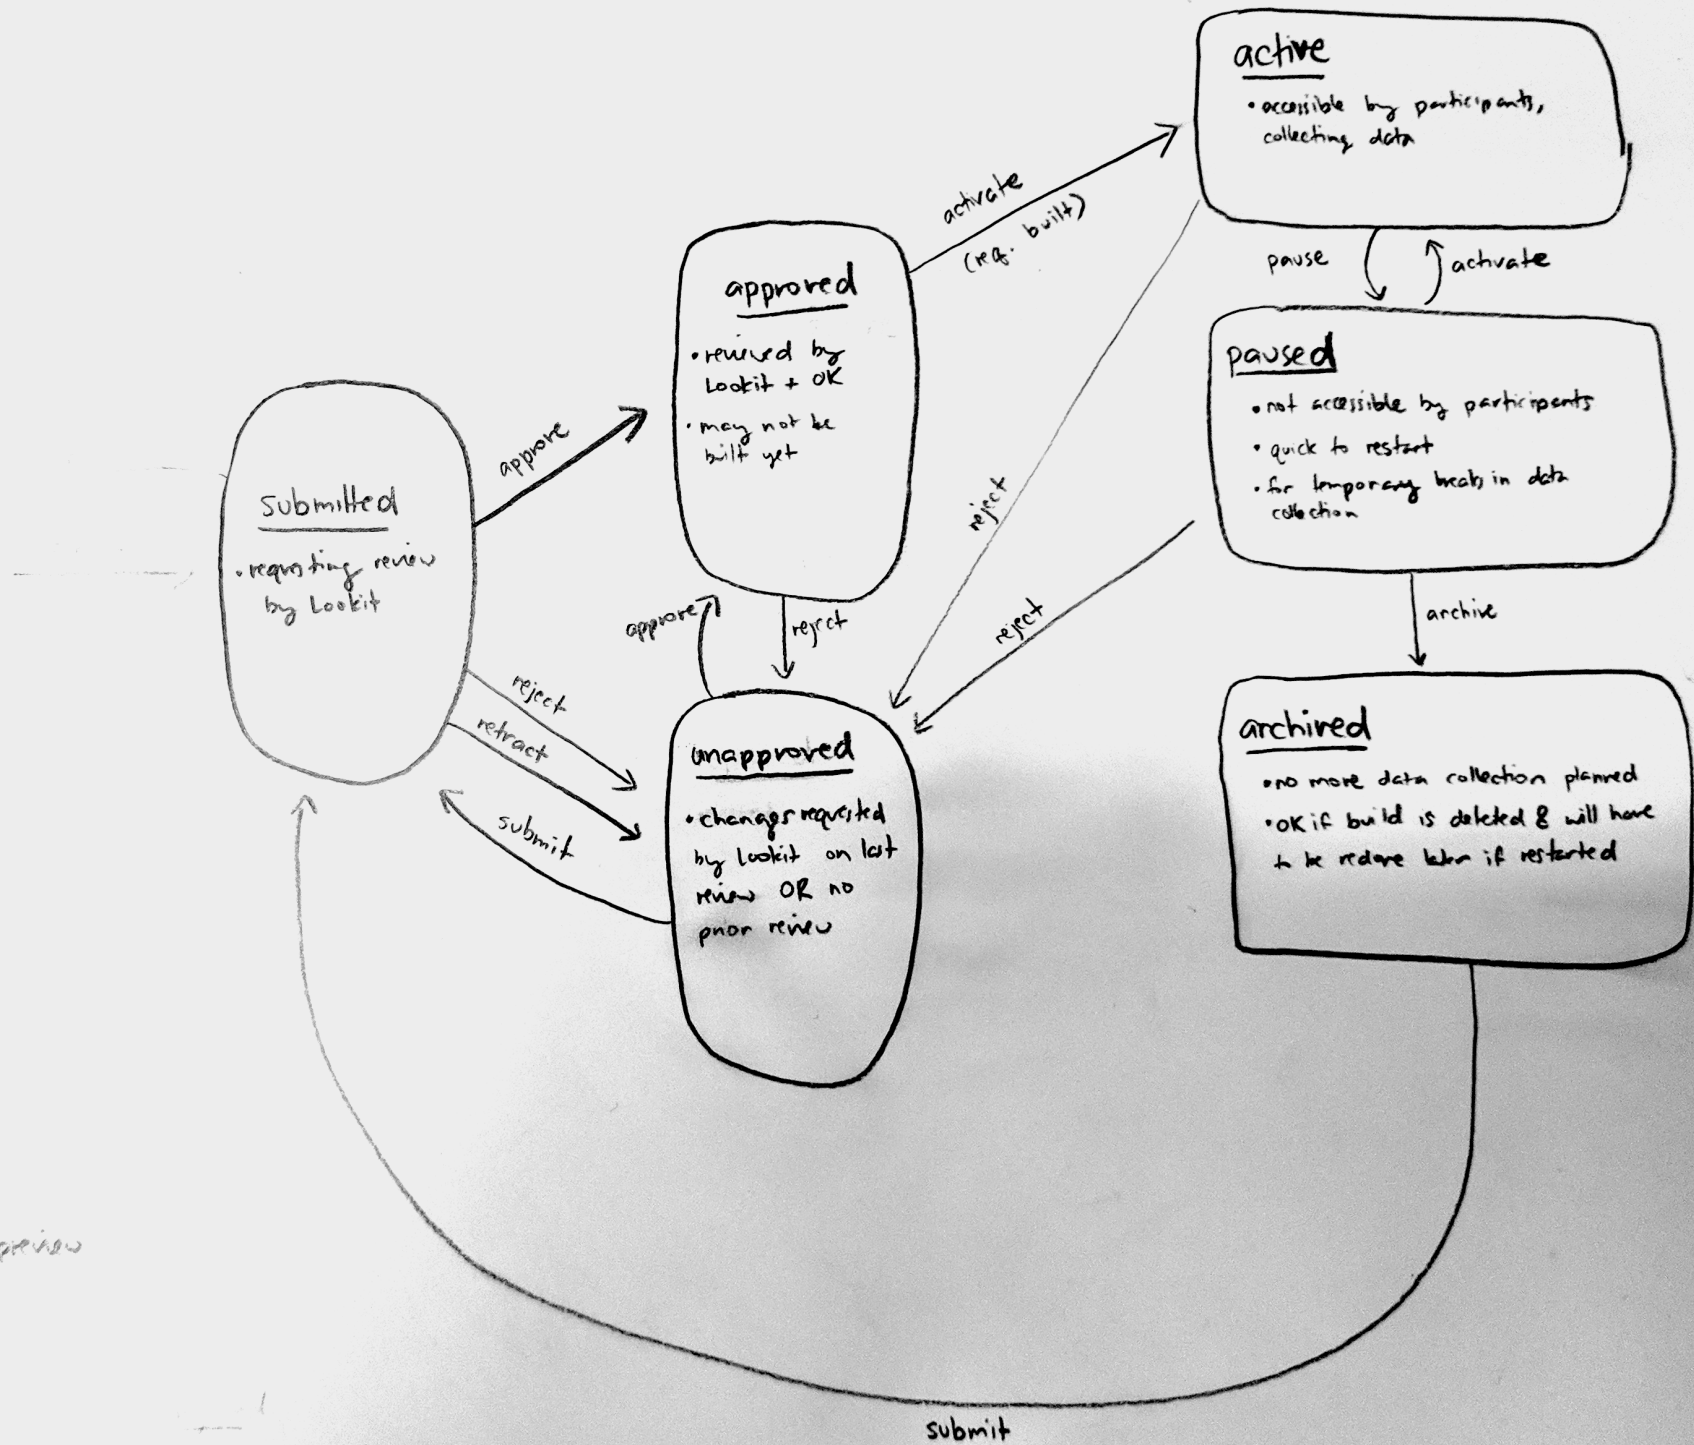 active
• accessible by participants,
collecting data
activate
(req. built)
pause
activate
approved
• reviewed by
Lookit + OK
• may not be
built yet
paused
• not accessible by participants
• quick to restart
• for temporary breaks in data
collection
approve
submitted
• requesting review
by Lookit
reject
reject
approve
reject
archive
reject
retract
submit
unapproved
• changes requested
by Lookit on last
review OR no
prior review
archived
• no more data collection planned
• OK if build is deleted & will have
to be redone later if restarted
preview
submit